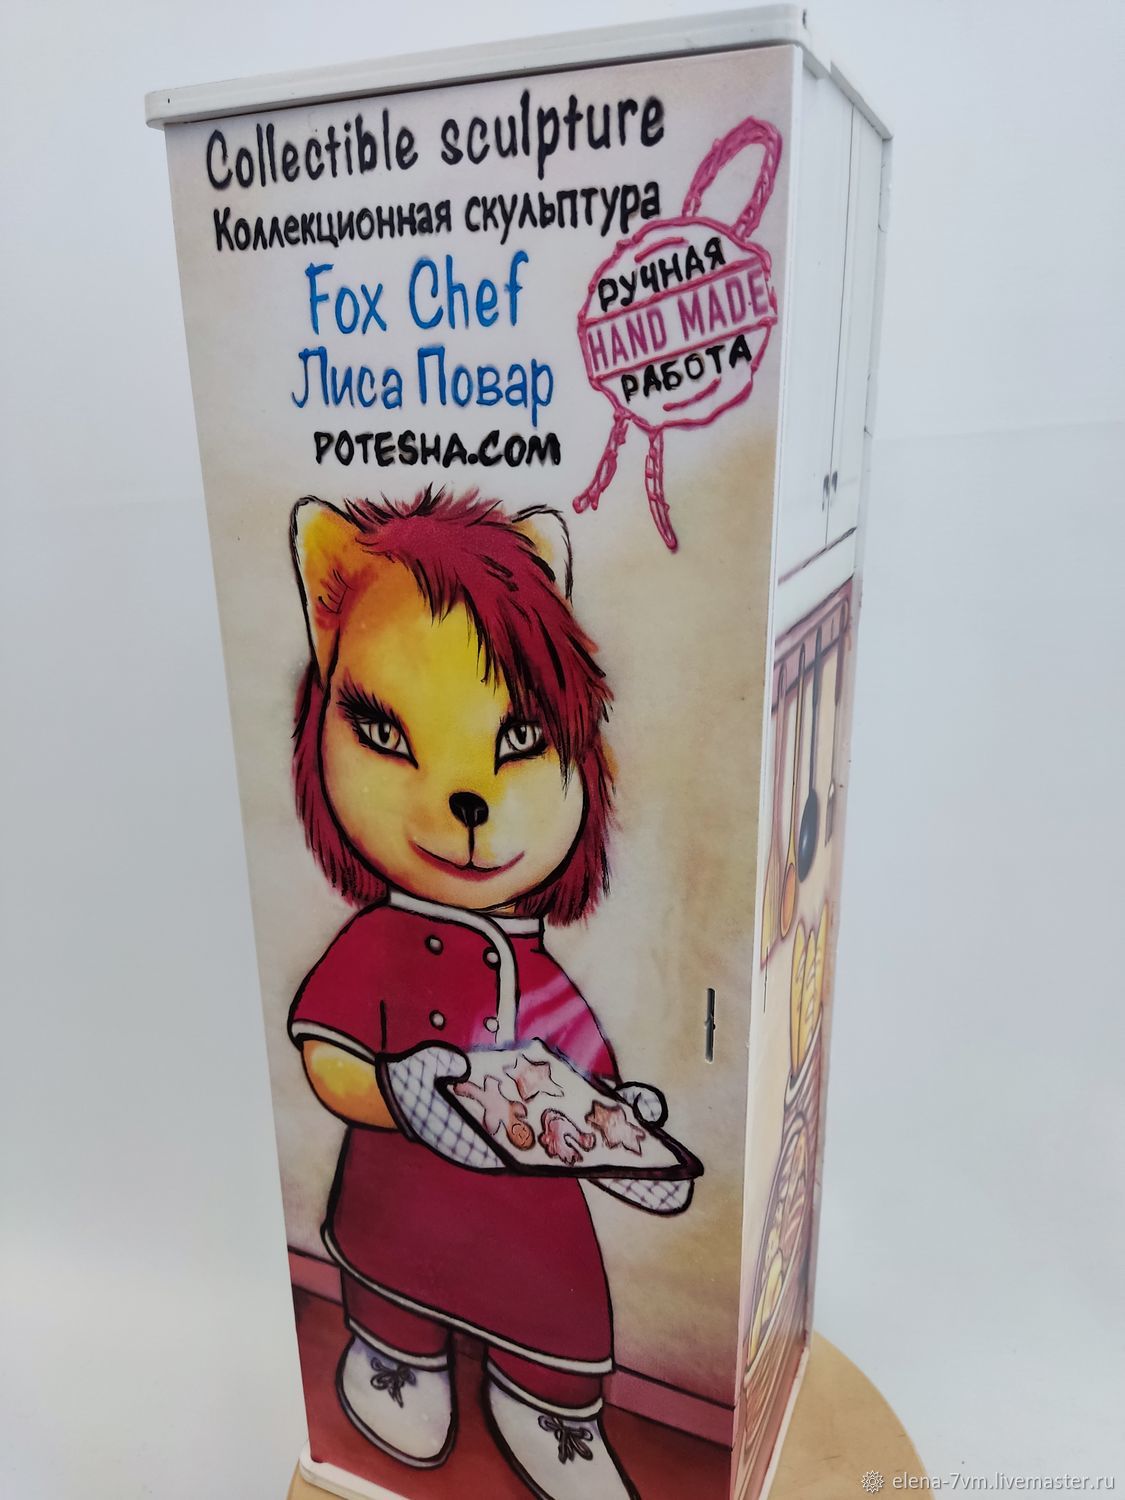 Collectible sculpture
Коллекционная скульптура
Fox Chef
Лиса Повар
POTESHA.COM
РУЧНАЯ
HAND MADE
РАБОТА
elena-7vm.livemaster.ru